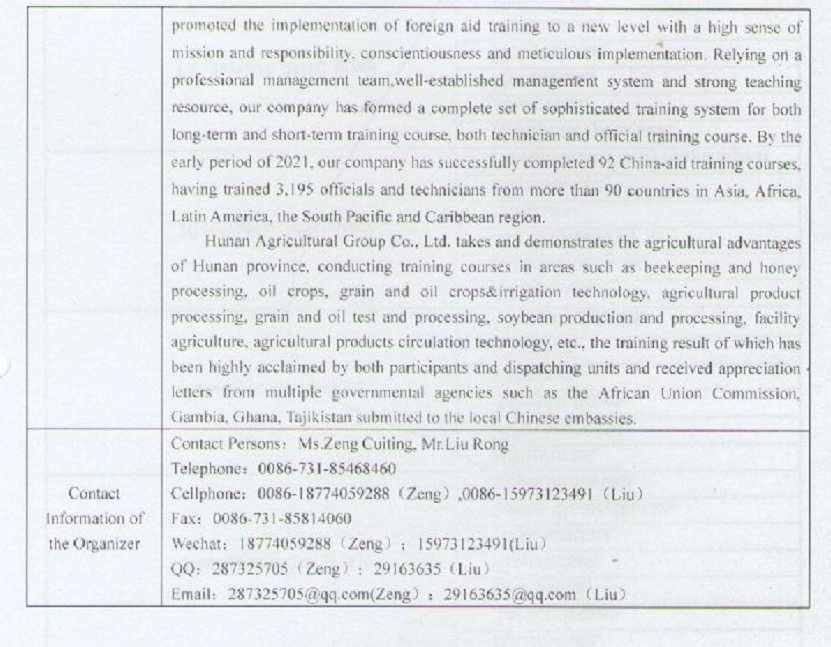 promoted the implementation of foreign aid training to a new level with a high sense of
mission and responsibility, conscientiousness and meticulous implementation. Relying on a
professional management team,well-established management system and strong teaching
resource, our company has formed a complete set of sophisticated training system for both
long-term and short-term training course, both technician and official training course. By the
early period of 2021, our company has successfully completed 92 China-aid training courses,
having trained 3,195 officials and technicians from more than 90 countries in Asia, Africa,
Latin America, the South Pacific and Caribbean region.
Hunan Agricultural Group Co., Ltd. takes and demonstrates the agricultural advantages
of Hunan province, conducting training courses in areas such as beekeeping and honey
processing, oil crops, grain and oil crops&irrigation technology, agricultural product
processing, grain and oil test and processing, soybean production and processing, facility
agriculture, agricultural products circulation technology, etc., the training result of which has
been highly acclaimed by both participants and dispatching units and received appreciation
letters from multiple governmental agencies such as the African Union Commission,
Gambia, Ghana, Tajikistan submitted to the local Chinese embassies.
Contact
Information of
the Organizer
Contact Persons: Ms.Zeng Cuiting, Mr.Liu Rong
Telephone: 0086-731-85468460
Cellphone: 0086-18774059288（Zeng）,0086-15973123491（Liu）
Fax: 0086-731-85814060
Wechat: 18774059288（Zeng）; 15973123491(Liu)
QQ: 287325705（Zeng）; 29163635（Liu）
Email: 287325705@qq.com(Zeng）; 29163635@qq.com（Liu）